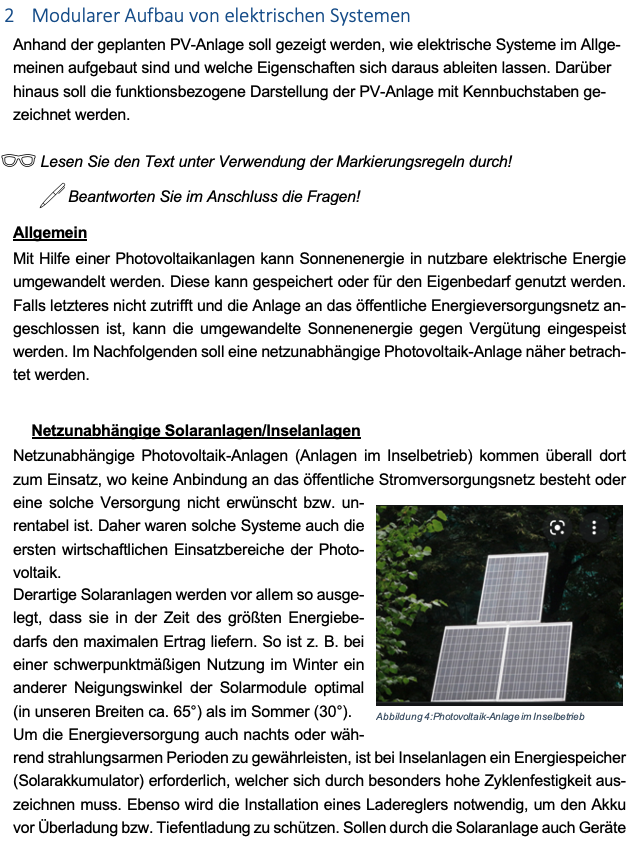 2 Modularer Aufbau von elektrischen Systemen
Anhand der geplanten PV-Anlage soll gezeigt werden, wie elektrische Systeme im Allge-
meinen aufgebaut sind und welche Eigenschaften sich daraus ableiten lassen. Darüber
hinaus soll die funktionsbezogene Darstellung der PV-Anlage mit Kennbuchstaben ge-
zeichnet werden.
Lesen Sie den Text unter Verwendung der Markierungsregeln durch!
Beantworten Sie im Anschluss die Fragen!
Allgemein
Mit Hilfe einer Photovoltaikanlagen kann Sonnenenergie in nutzbare elektrische Energie
umgewandelt werden. Diese kann gespeichert oder für den Eigenbedarf genutzt werden.
Falls letzteres nicht zutrifft und die Anlage an das öffentliche Energieversorgungsnetz an-
geschlossen ist, kann die umgewandelte Sonnenenergie gegen Vergütung eingespeist
werden. Im Nachfolgenden soll eine netzunabhängige Photovoltaik-Anlage näher betrach-
tet werden.
Netzunabhängige Solaranlagen/Inselanlagen
Netzunabhängige Photovoltaik-Anlagen (Anlagen im Inselbetrieb) kommen überall dort
zum Einsatz, wo keine Anbindung an das öffentliche Stromversorgungsnetz besteht oder
eine solche Versorgung nicht erwünscht bzw. un-
rentabel ist. Daher waren solche Systeme auch die
ersten wirtschaftlichen Einsatzbereiche der Photo-
voltaik.
Derartige Solaranlagen werden vor allem so ausge-
legt, dass sie in der Zeit des größten Energiebe-
darfs den maximalen Ertrag liefern. So ist z. B. bei
einer schwerpunktmäßigen Nutzung im Winter ein
anderer Neigungswinkel der Solarmodule optimal
(in unseren Breiten ca. 65°) als im Sommer (30°).
Abbildung 4:Photovoltaik-Anlage im Inselbetrieb
Um die Energieversorgung auch nachts oder wäh-
rend strahlungsarmen Perioden zu gewährleisten, ist bei Inselanlagen ein Energiespeicher
(Solarakkumulator) erforderlich, welcher sich durch besonders hohe Zyklenfestigkeit aus-
zeichnen muss. Ebenso wird die Installation eines Ladereglers notwendig, um den Akku
vor Überladung bzw. Tiefentladung zu schützen. Sollen durch die Solaranlage auch Geräte